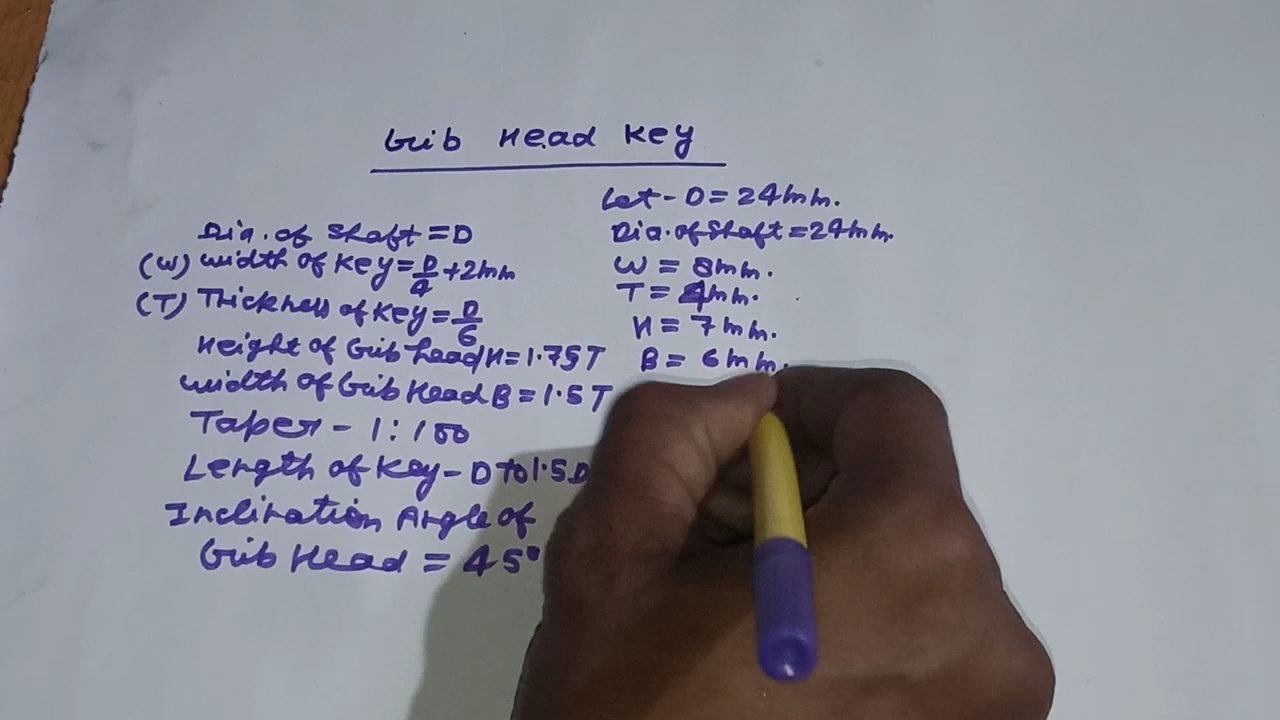 Gib Head Key
Let - D = 24mm.
Dia. of Shaft = D
Dia. of Shaft = 24mm.
(W) Width of Key = D/4 + 2mm
W = 8mm.
(T) Thickness of Key = D/6
T = 4mm.
Height of Gib head H = 1.75T
H = 7mm.
Width of Gib Head B = 1.5T
B = 6mm.
Taper - 1:100
Length of Key - D to 1.5D
Inclination Angle of
Gib Head = 45°